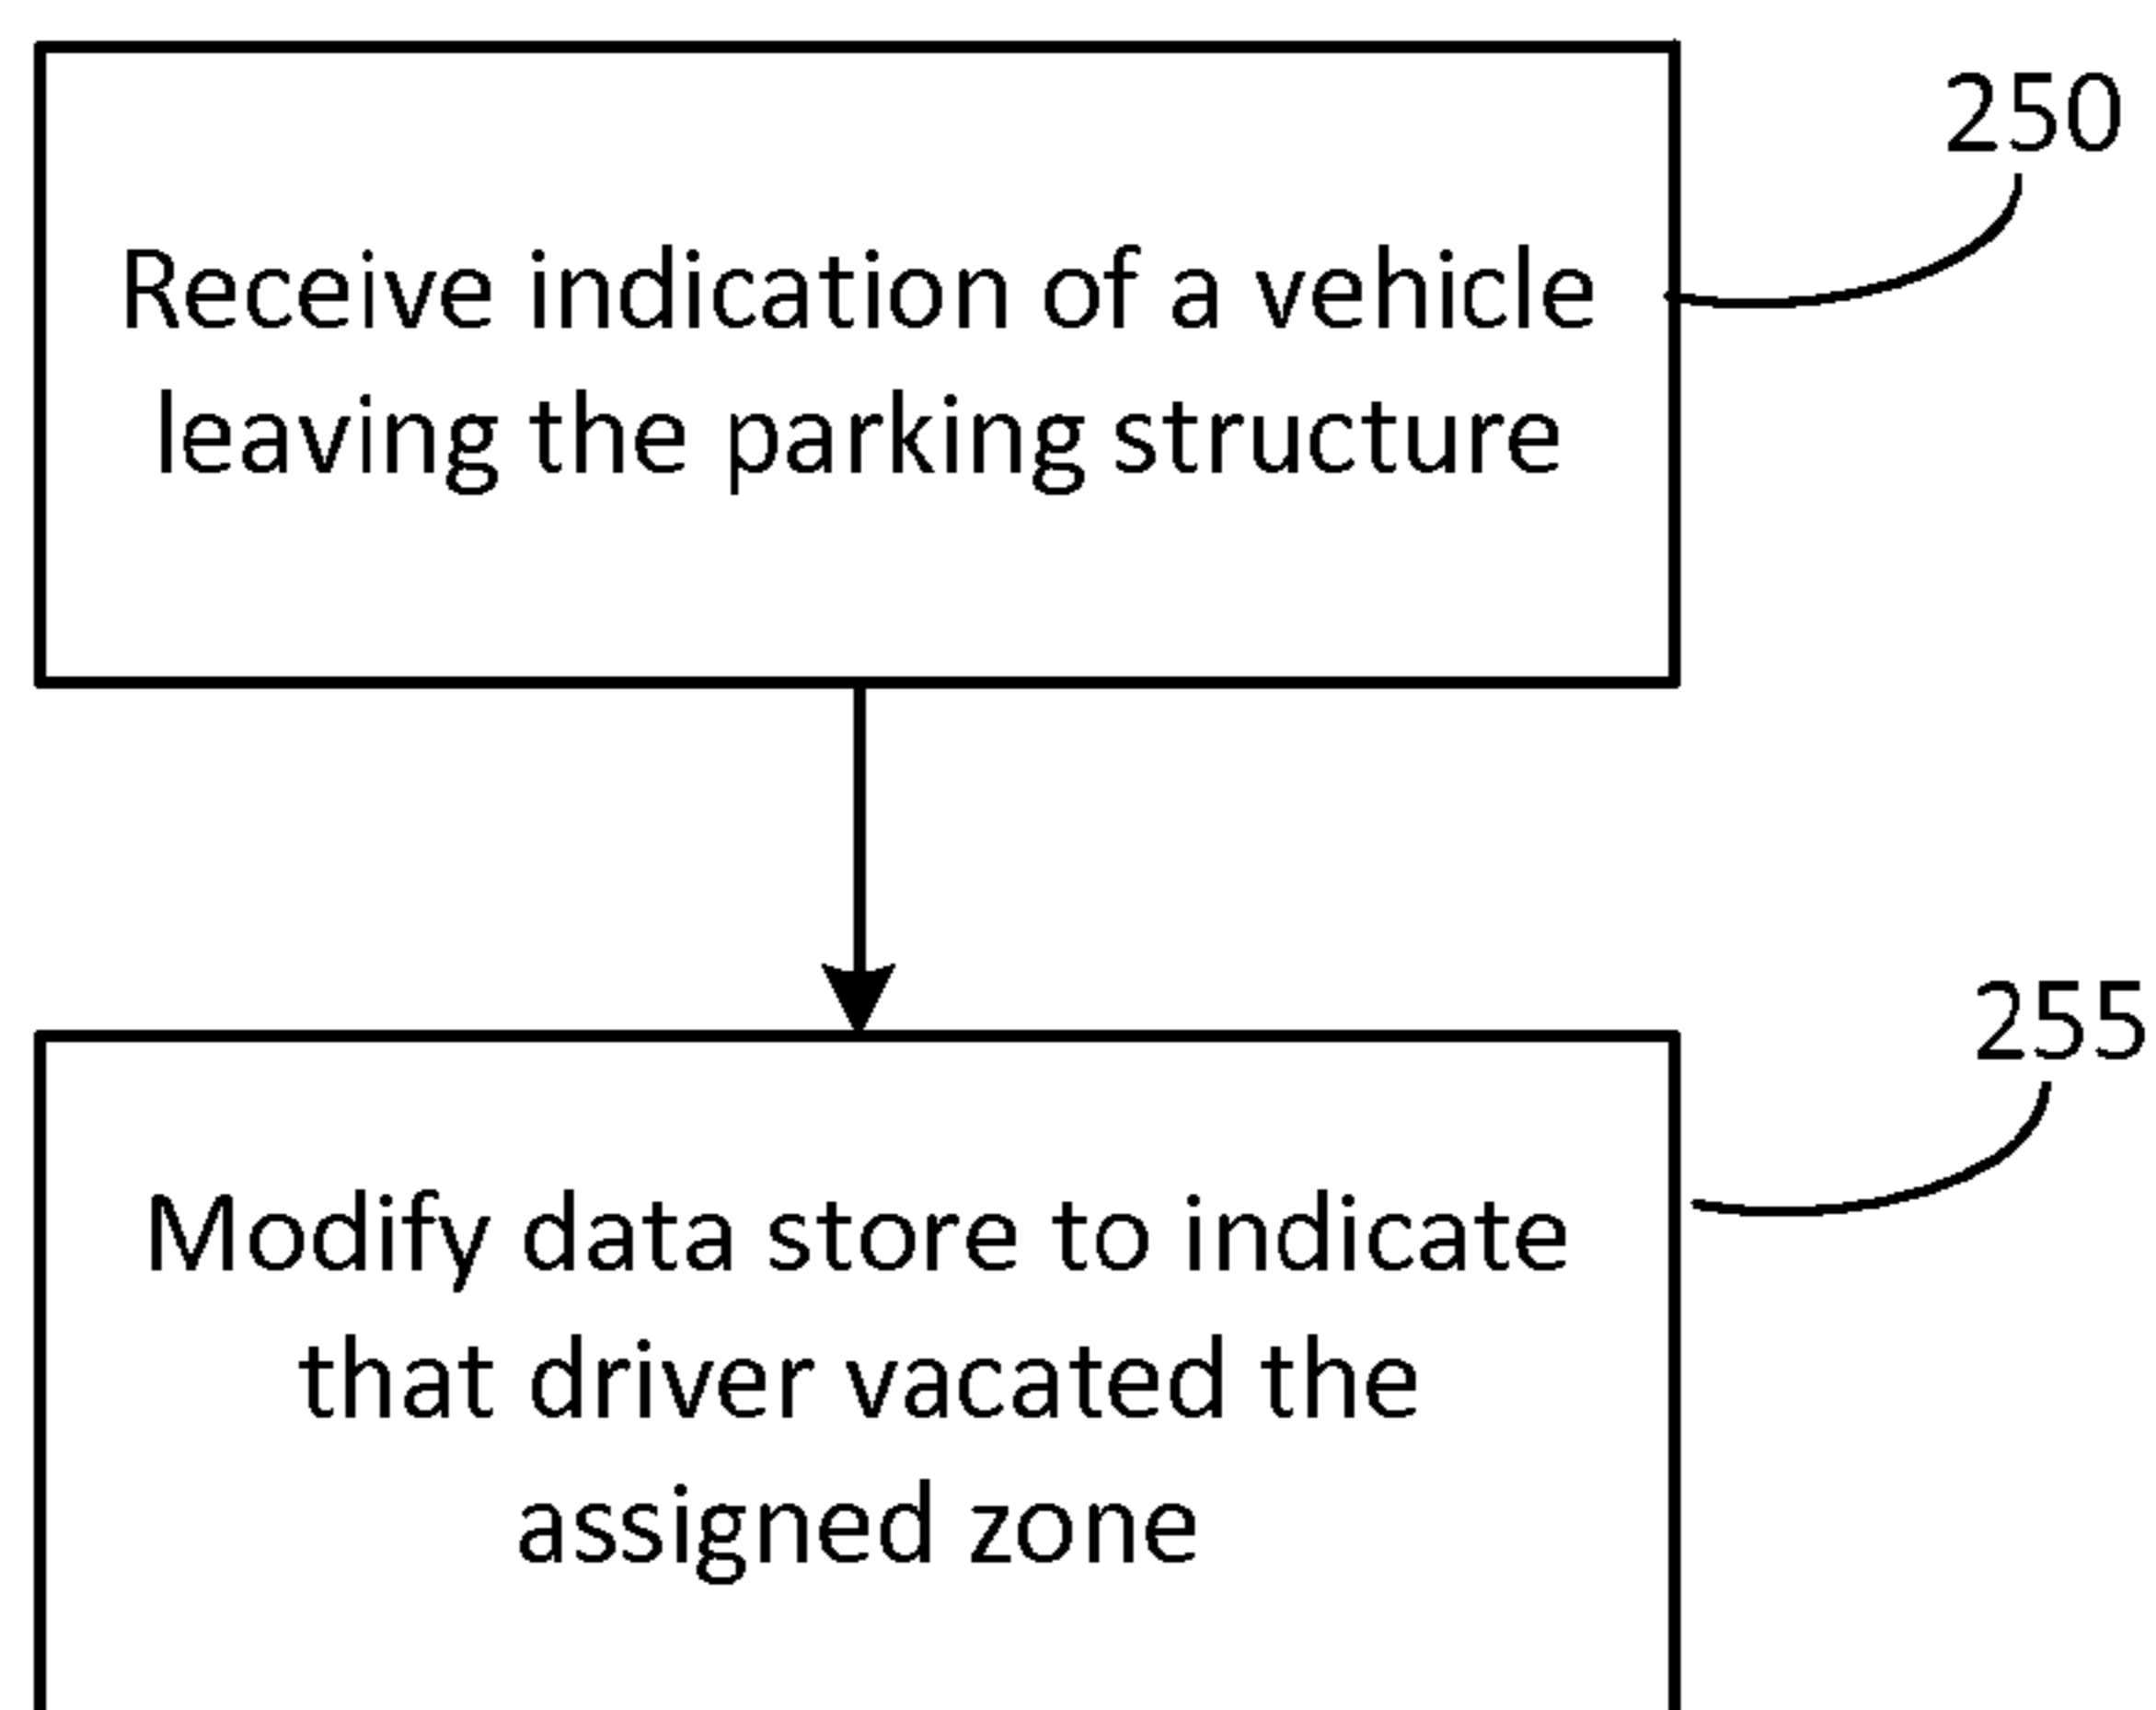 250
Receive indication of a vehicle
leaving the parking structure
255
Modify data store to indicate
that driver vacated the
assigned zone